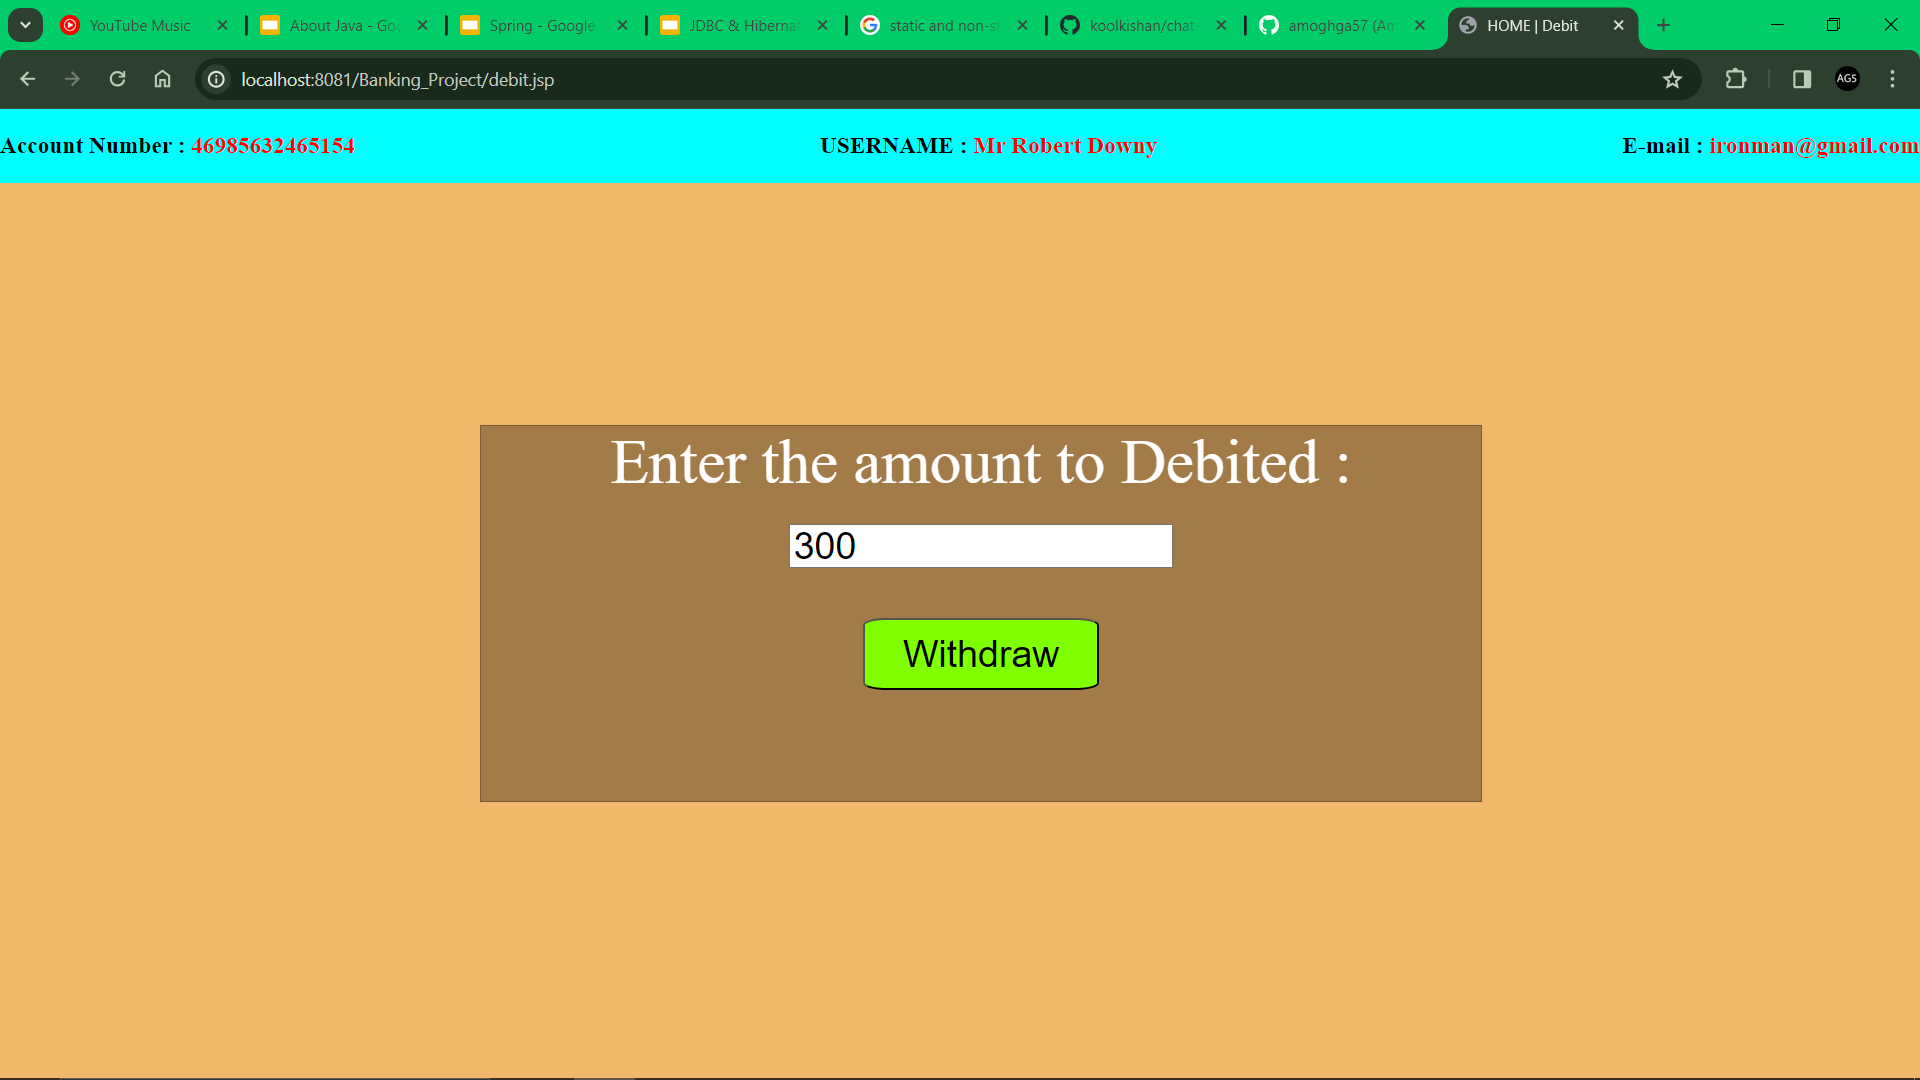 YouTube Music
About Java - Goo
Spring - Google
JDBC & Hibernat
static and non-st
koolkishan/chat-
amoghga57 (Am
HOME | Debit
localhost:8081/Banking_Project/debit.jsp
AG5
Account Number : 46985632465154
USERNAME : Mr Robert Downy
E-mail : ironman@gmail.com
Enter the amount to Debited :
300
Withdraw